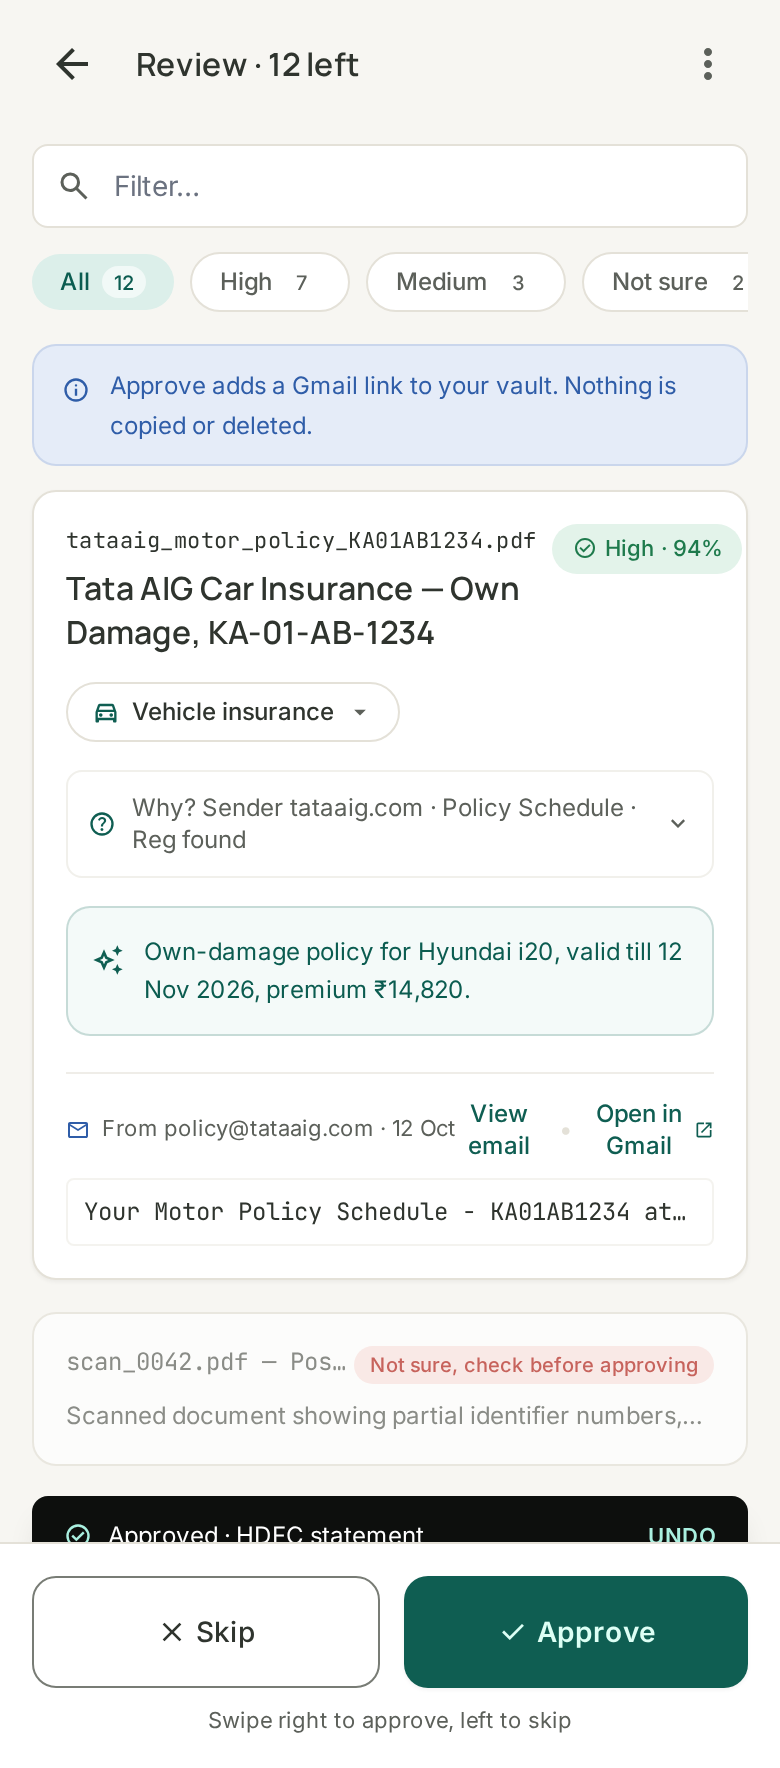 Review · 12 left
Filter...
All 12 High 7 Medium 3 Not sure 2
Approve adds a Gmail link to your vault. Nothing is
copied or deleted.
tataaig_motor_policy_KA01AB1234.pdf
High · 94%
Tata AIG Car Insurance — Own
Damage, KA-01-AB-1234
Vehicle insurance
Why? Sender tataaig.com · Policy Schedule ·
Reg found
Own-damage policy for Hyundai i20, valid till 12
Nov 2026, premium ₹14,820.
From policy@tataaig.com · 12 Oct
View
email
Open in
Gmail
Your Motor Policy Schedule - KA01AB1234 at…
scan_0042.pdf — Pos…
Not sure, check before approving
Scanned document showing partial identifier numbers,...
Approved · HDFC statement UNDO
Skip
Approve
Swipe right to approve, left to skip